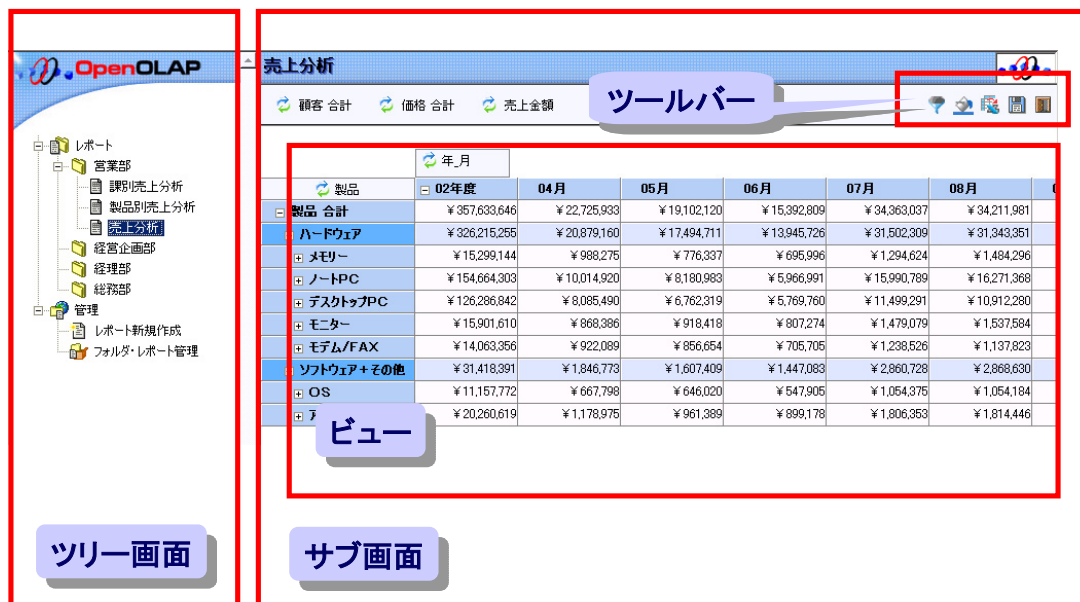 OpenOLAP
レポート
営業部
課別売上分析
製品別売上分析
売上分析
経営企画部
経理部
総務部
管理
レポート新規作成
フォルダ・レポート管理
ツリー画面
売上分析
顧客 合計 価格 合計 売上金額
ツールバー
年_月
製品 02年度 04月 05月 06月 07月 08月
製品 合計 ¥357,633,646 ¥22,725,933 ¥19,102,120 ¥15,392,809 ¥34,363,037 ¥34,211,981
ハードウェア ¥326,215,255 ¥20,879,160 ¥17,494,711 ¥13,945,726 ¥31,502,309 ¥31,343,351
メモリー ¥15,299,144 ¥988,275 ¥776,337 ¥695,996 ¥1,294,624 ¥1,484,296
ノートPC ¥154,664,303 ¥10,014,920 ¥8,180,983 ¥5,966,991 ¥15,990,789 ¥16,271,368
デスクトップPC ¥126,286,842 ¥8,085,490 ¥6,762,319 ¥5,769,760 ¥11,499,291 ¥10,912,280
モニター ¥15,901,610 ¥868,386 ¥918,418 ¥807,274 ¥1,479,079 ¥1,537,584
モデム/FAX ¥14,063,356 ¥922,089 ¥856,654 ¥705,705 ¥1,238,526 ¥1,137,823
ソフトウェア+その他 ¥31,418,391 ¥1,846,773 ¥1,607,409 ¥1,447,083 ¥2,860,728 ¥2,868,630
OS ¥11,157,772 ¥667,798 ¥646,020 ¥547,905 ¥1,054,375 ¥1,054,184
¥20,260,619 ¥1,178,975 ¥961,389 ¥899,178 ¥1,806,353 ¥1,814,446
ビュー
サブ画面